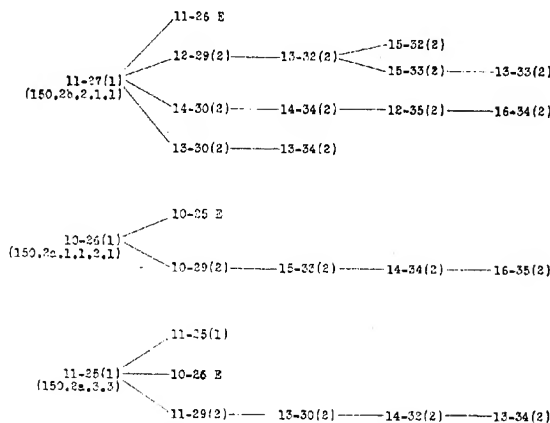 11-26 E
15-32(2)
12-29(2) 13-32(2)
15-33(2) 13-33(2)
11-27(1)
(150,2b,2,1,1)
14-30(2) 14-34(2) 12-35(2) 16-34(2)
13-30(2) 13-34(2)
10-25 E
10-26(1)
(150,2a,1,1,2,1)
10-29(2) 15-33(2) 14-34(2) 16-35(2)
11-25(1)
11-25(1) 10-26 E
(150,2a,3,3)
11-29(2) 13-30(2) 14-32(2) 13-34(2)